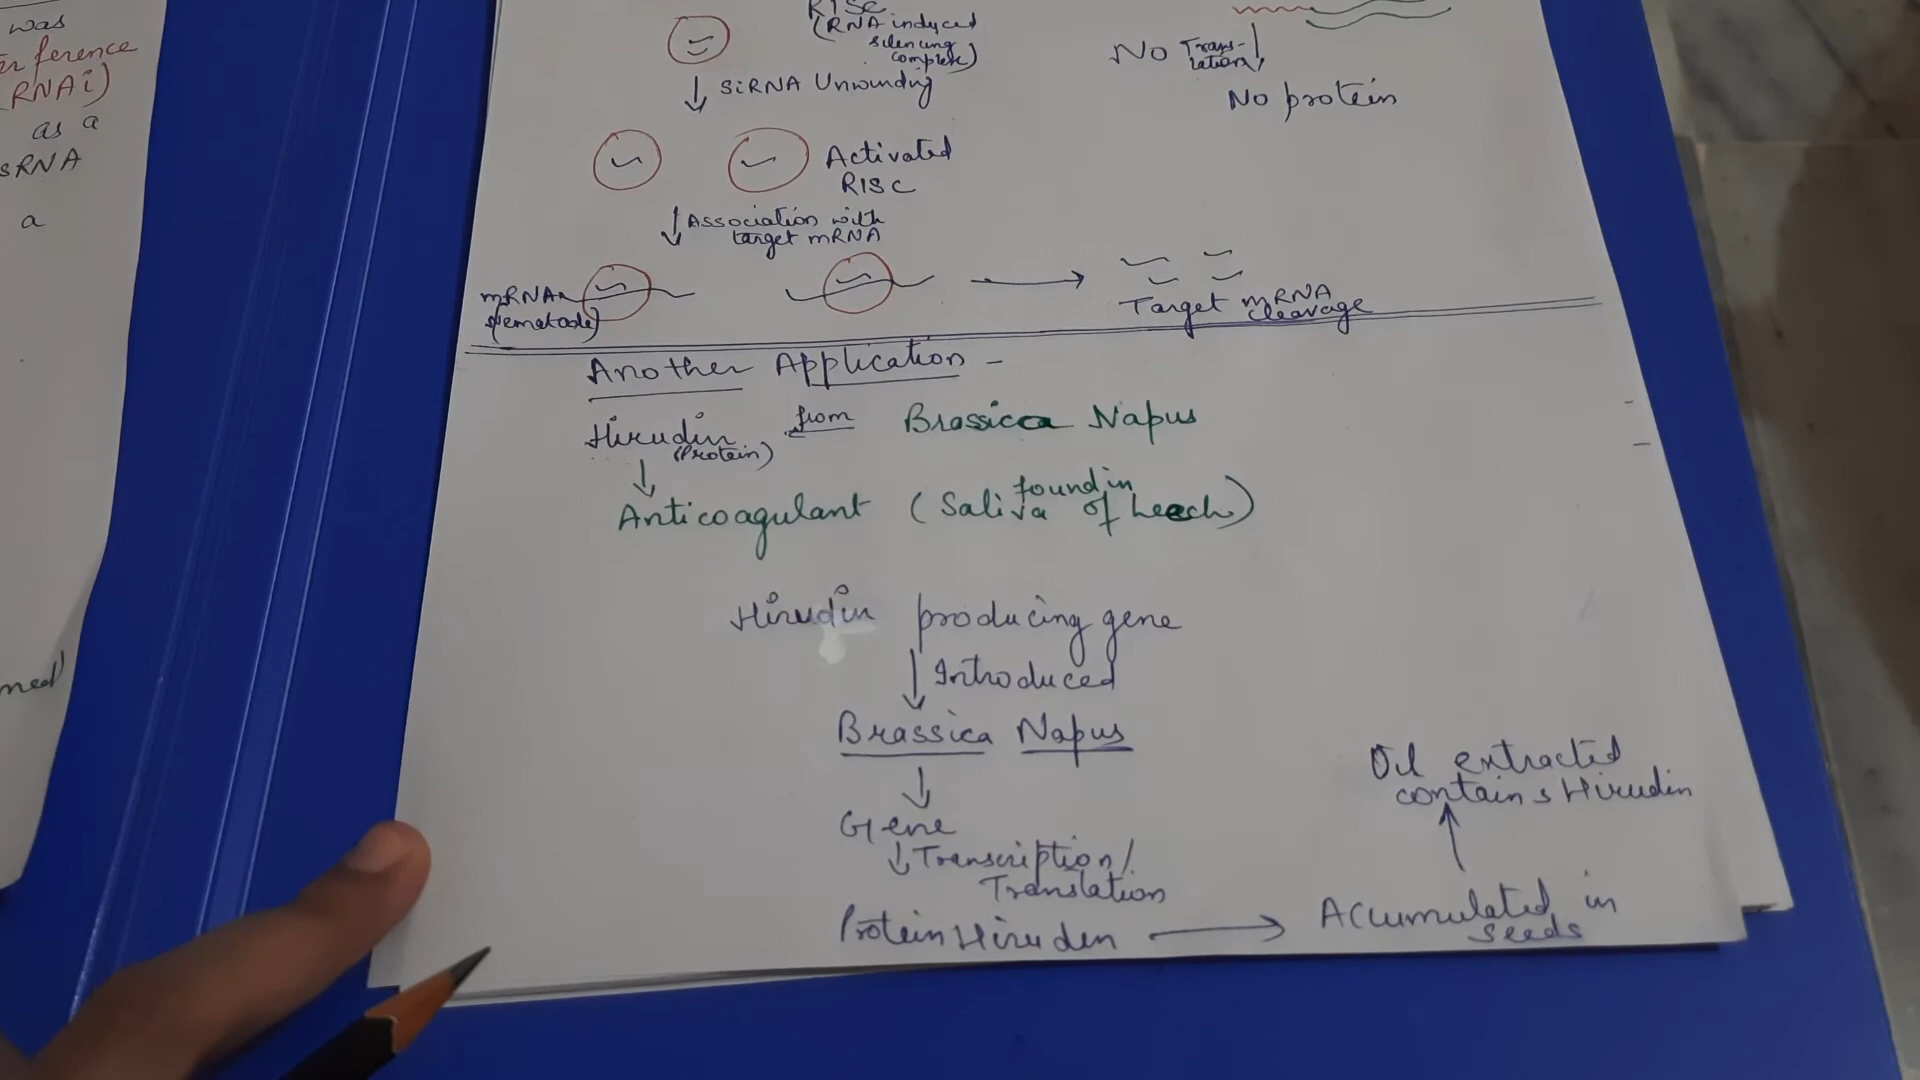 was
RNAi)
as a
sRNA
a
RISC
(RNA induced
silencing
complex)
↓ SiRNA Unwounding
Activated
RISC
↓ Association with
target mRNA
mRNA
(Nematode)
Target mRNA
cleavage
No Trans-
lation
No protein
Another Application -
Hirudin from Brassica Napus
(Protein)
↓
Anticoagulant (found in
Saliva of Leech)
Hirudin producing gene
↓ Introduced
Brassica Napus
↓
Gene
↓ Transcription/
Translation
Protein Hiruden → Accumulated in
seeds
Oil extracted
contains Hirudin